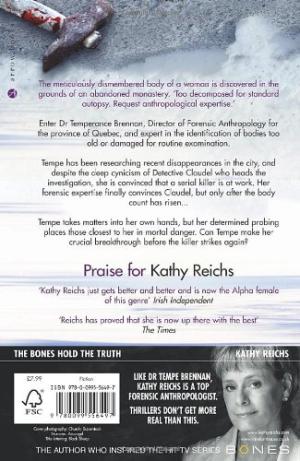 The meticulously dismembered body of a woman is discovered in the
grounds of an abandoned monastery. 'Too decomposed for standard
autopsy. Request anthropological expertise.'
Enter Dr Temperance Brennan, Director of Forensic Anthropology for
the province of Quebec, and expert in the identification of bodies too
old or damaged for routine examination.
Tempe has been researching recent disappearances in the city, and
despite the deep cynicism of Detective Claudel who heads the
investigation, she is convinced that a serial killer is at work. Her
forensic expertise finally convinces Claudel, but only after the body
count has risen...
Tempe takes matters into her own hands, but her determined probing
places those closest to her in mortal danger. Can Tempe make her
crucial breakthrough before the killer strikes again?
Praise for Kathy Reichs
'Kathy Reichs just gets better and better and is now the Alpha female
of this genre' Irish Independent
'Reichs has proved that she is now up there with the best'
The Times
THE BONES HOLD THE TRUTH
KATHY REICHS
FSC
£7.99
Fiction
9 780099 556497
LIKE DR TEMPE BRENNAN,
KATHY REICHS IS A TOP
FORENSIC ANTHROPOLOGIST.
THRILLERS DON'T GET MORE
REAL THAN THIS.
THE AUTHOR WHO INSPIRED THE HIT TV SERIES BONES